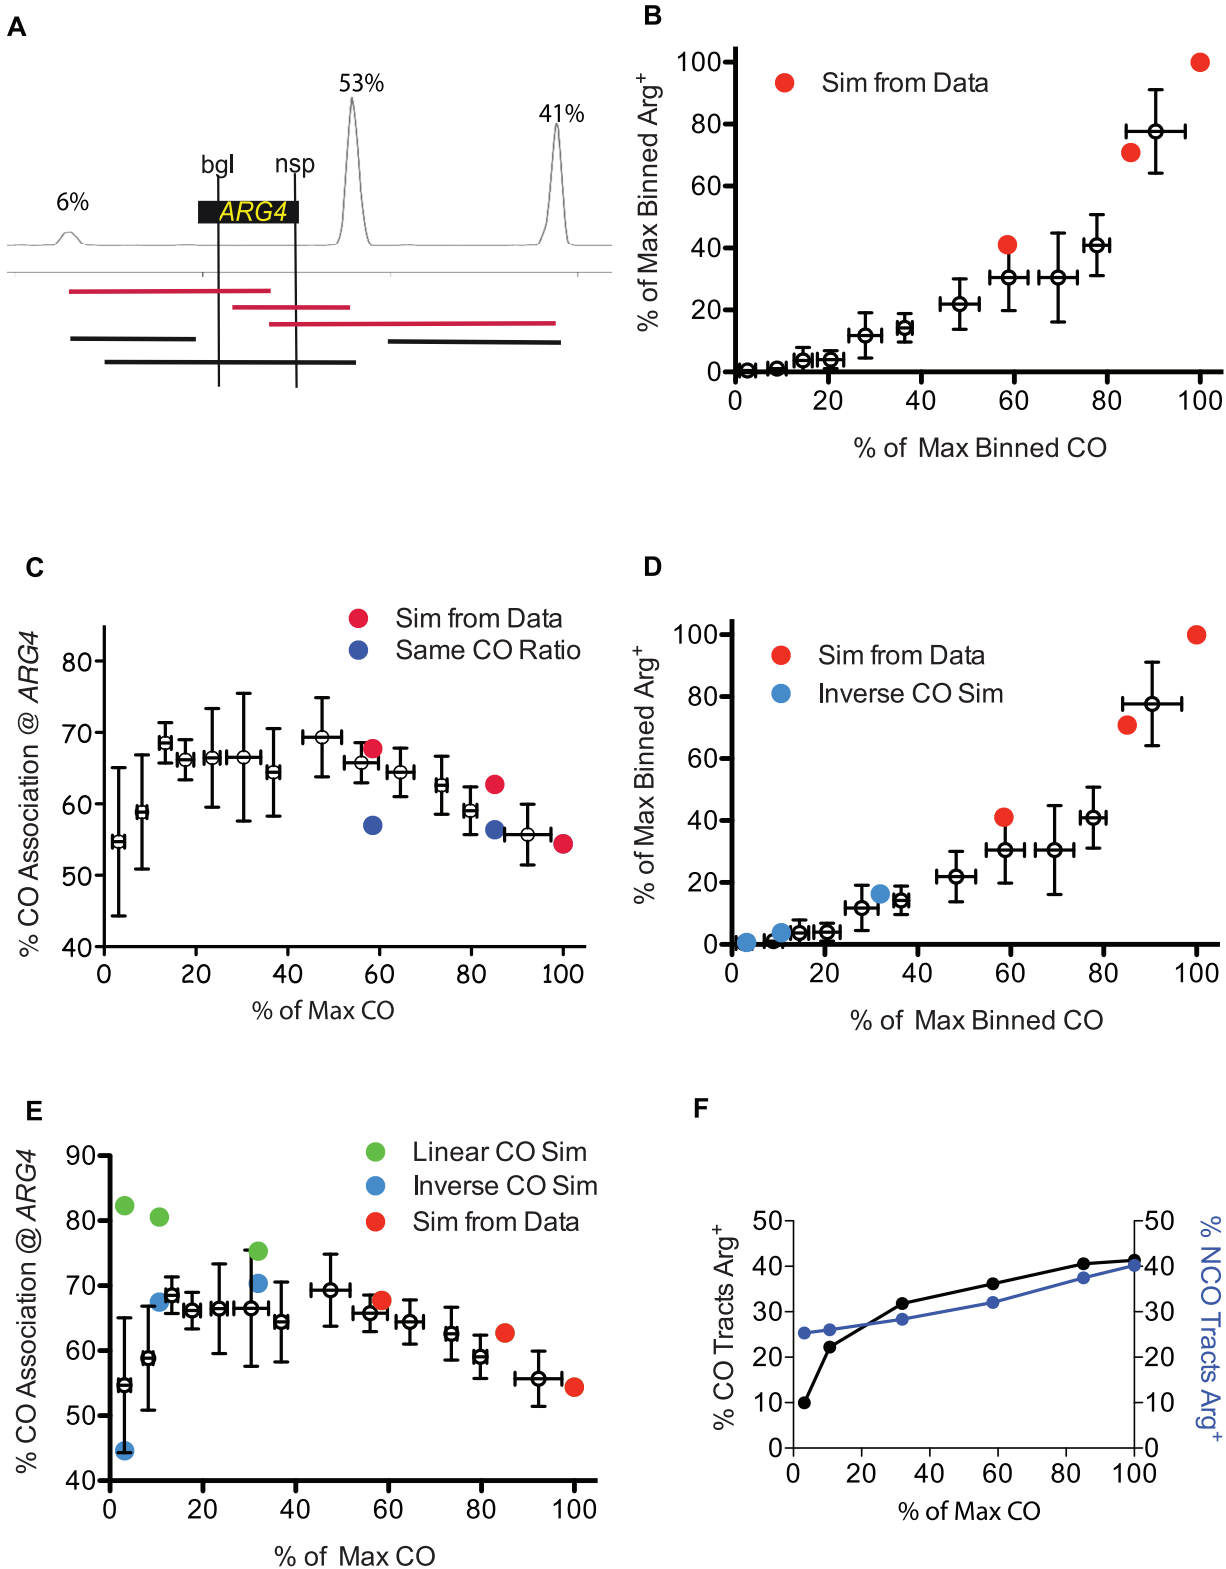 A
53%
41%
bgl
nsp
6%
ARG4
B
% of Max Binned Arg+
100
80
60
40
20
0
Sim from Data
0 20 40 60 80 100
% of Max Binned CO
C
% CO Association @ ARG4
80
70
60
50
40
Sim from Data
Same CO Ratio
0 20 40 60 80 100
% of Max CO
D
% of Max Binned Arg+
100
80
60
40
20
0
Sim from Data
Inverse CO Sim
0 20 40 60 80 100
% of Max Binned CO
E
% CO Association @ ARG4
90
80
70
60
50
40
Linear CO Sim
Inverse CO Sim
Sim from Data
0 20 40 60 80 100
% of Max CO
F
% CO Tracts Arg+
50
40
30
20
10
0
50
40
30
20
10
0
% NCO Tracts Arg+
0 20 40 60 80 100
% of Max CO